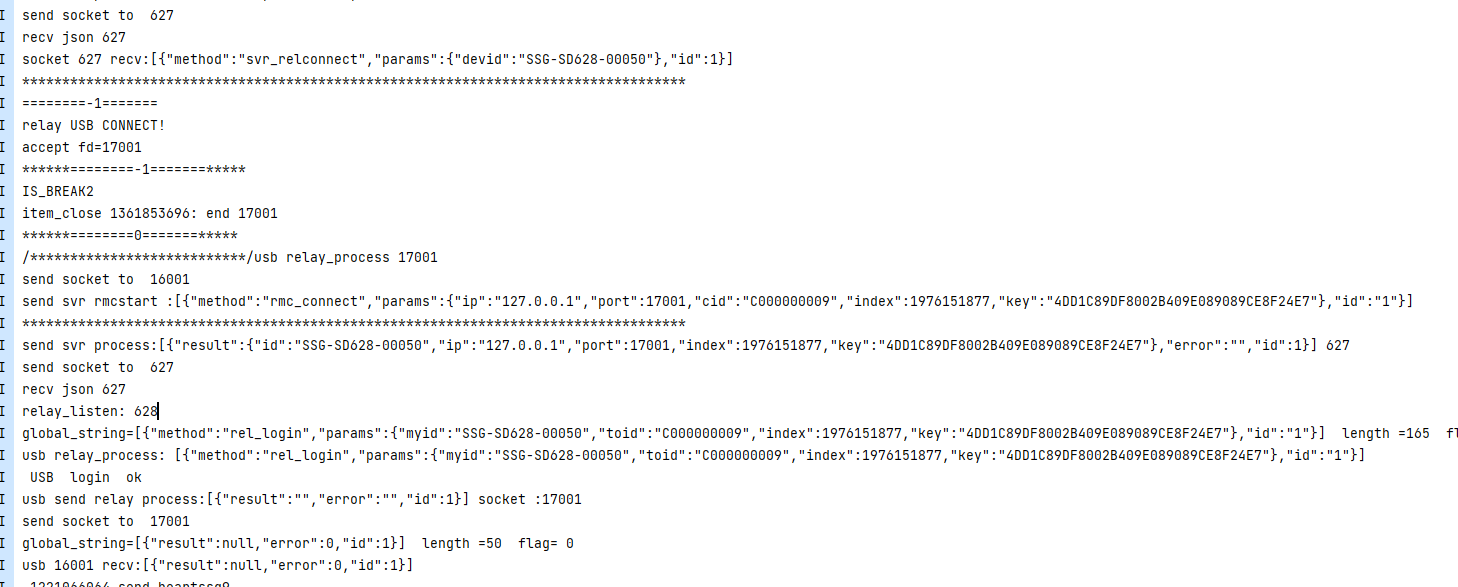 I send socket to  627
I recv json 627
I socket 627 recv:[{"method":"svr_relconnect","params":{"devid":"SSG-SD628-00050"},"id":1}]
I ***********************************************************************************
I ========-1=======
I relay USB CONNECT!
I accept fd=17001
I ******========-1=======*****
I IS_BREAK2
I item_close 1361853696: end 17001
I ******========0=======*****
I /***************************/usb relay_process 17001
I send socket to  16001
I send svr rmcstart :[{"method":"rmc_connect","params":{"ip":"127.0.0.1","port":17001,"cid":"C000000009","index":1976151877,"key":"4DD1C89DF8002B409E089089CE8F24E7"},"id":"1"}]
I ***********************************************************************************
I send svr process:[{"result":{"id":"SSG-SD628-00050","ip":"127.0.0.1","port":17001,"index":1976151877,"key":"4DD1C89DF8002B409E089089CE8F24E7"},"error":"","id":1}] 627
I send socket to  627
I recv json 627
I relay_listen: 628
I global_string=[{"method":"rel_login","params":{"myid":"SSG-SD628-00050","toid":"C000000009","index":1976151877,"key":"4DD1C89DF8002B409E089089CE8F24E7"},"id":"1"}]  length =165  fl
I usb relay_process: [{"method":"rel_login","params":{"myid":"SSG-SD628-00050","toid":"C000000009","index":1976151877,"key":"4DD1C89DF8002B409E089089CE8F24E7"},"id":"1"}]
I  USB  login  ok
I usb send relay process:[{"result":"","error":"","id":1}] socket :17001
I send socket to  17001
I global_string=[{"result":null,"error":0,"id":1}]  length =50  flag= 0
I usb 16001 recv:[{"result":null,"error":0,"id":1}]